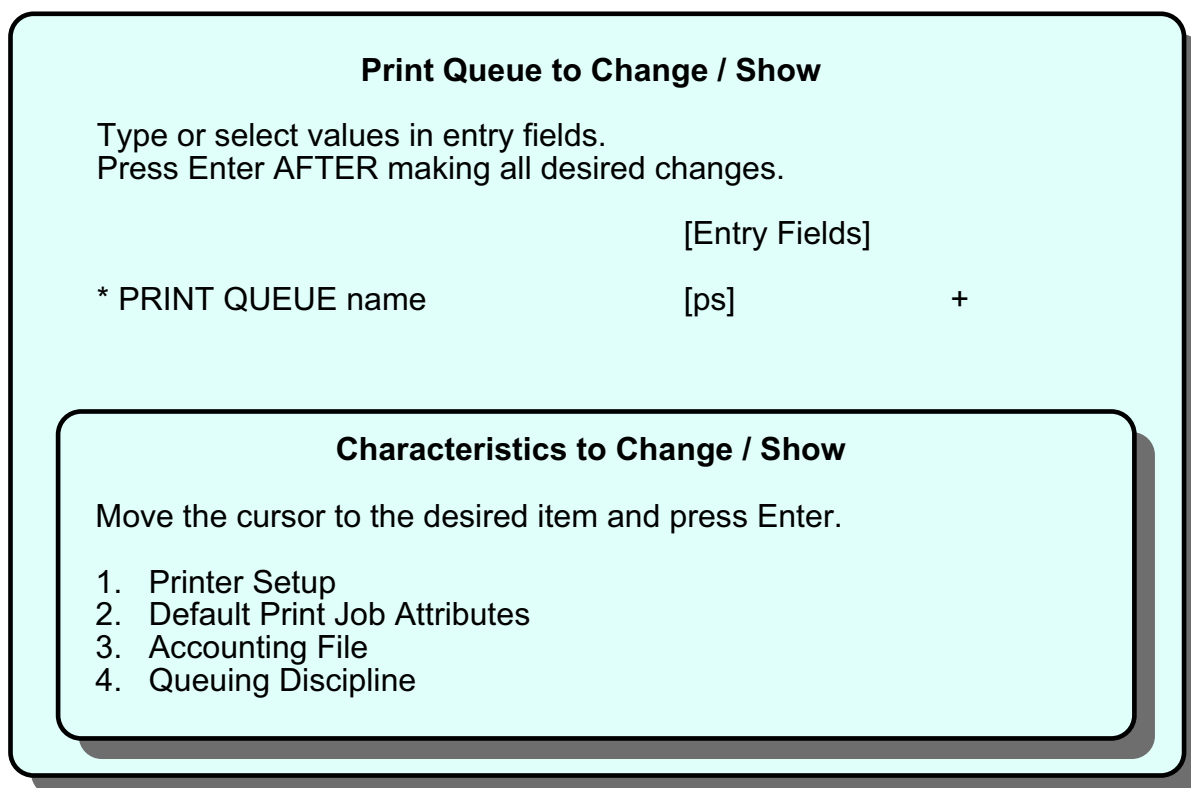 Print Queue to Change / Show
Type or select values in entry fields.
Press Enter AFTER making all desired changes.
[Entry Fields]
* PRINT QUEUE name [ps] +
Characteristics to Change / Show
Move the cursor to the desired item and press Enter.
1. Printer Setup
2. Default Print Job Attributes
3. Accounting File
4. Queuing Discipline